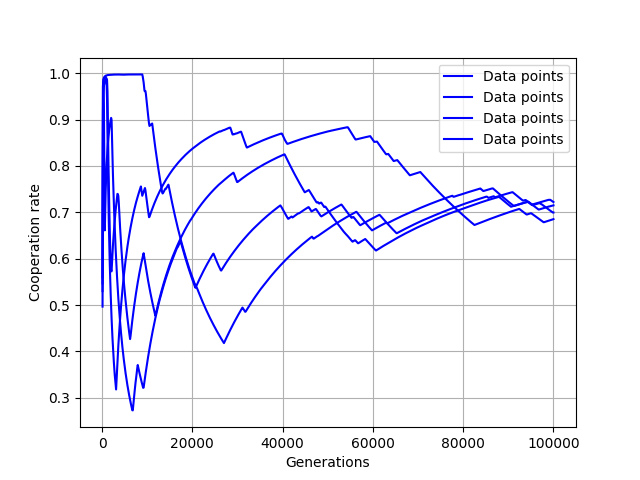 1.0
0.9
0.8
0.7
0.6
0.5
0.4
0.3
Cooperation rate
Data points
Data points
Data points
Data points
0 20000 40000 60000 80000 100000
Generations